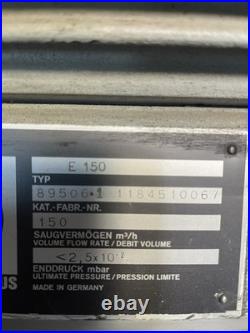 E 150
TYP
89506-1 1184510067
KAT.-FABR.-NR.
150
SAUGVERMÖGEN m³/h
VOLUME FLOW RATE / DEBIT VOLUME
<2,5x10⁻²
ENDDRUCK mbar
ULTIMATE PRESSURE / PRESSION LIMITE
MADE IN GERMANY
US